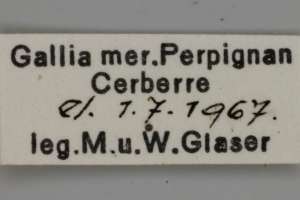 Gallia mer.Perpignan
Cerberre
el. 1.7.1967.
leg.M.u.W.Glaser